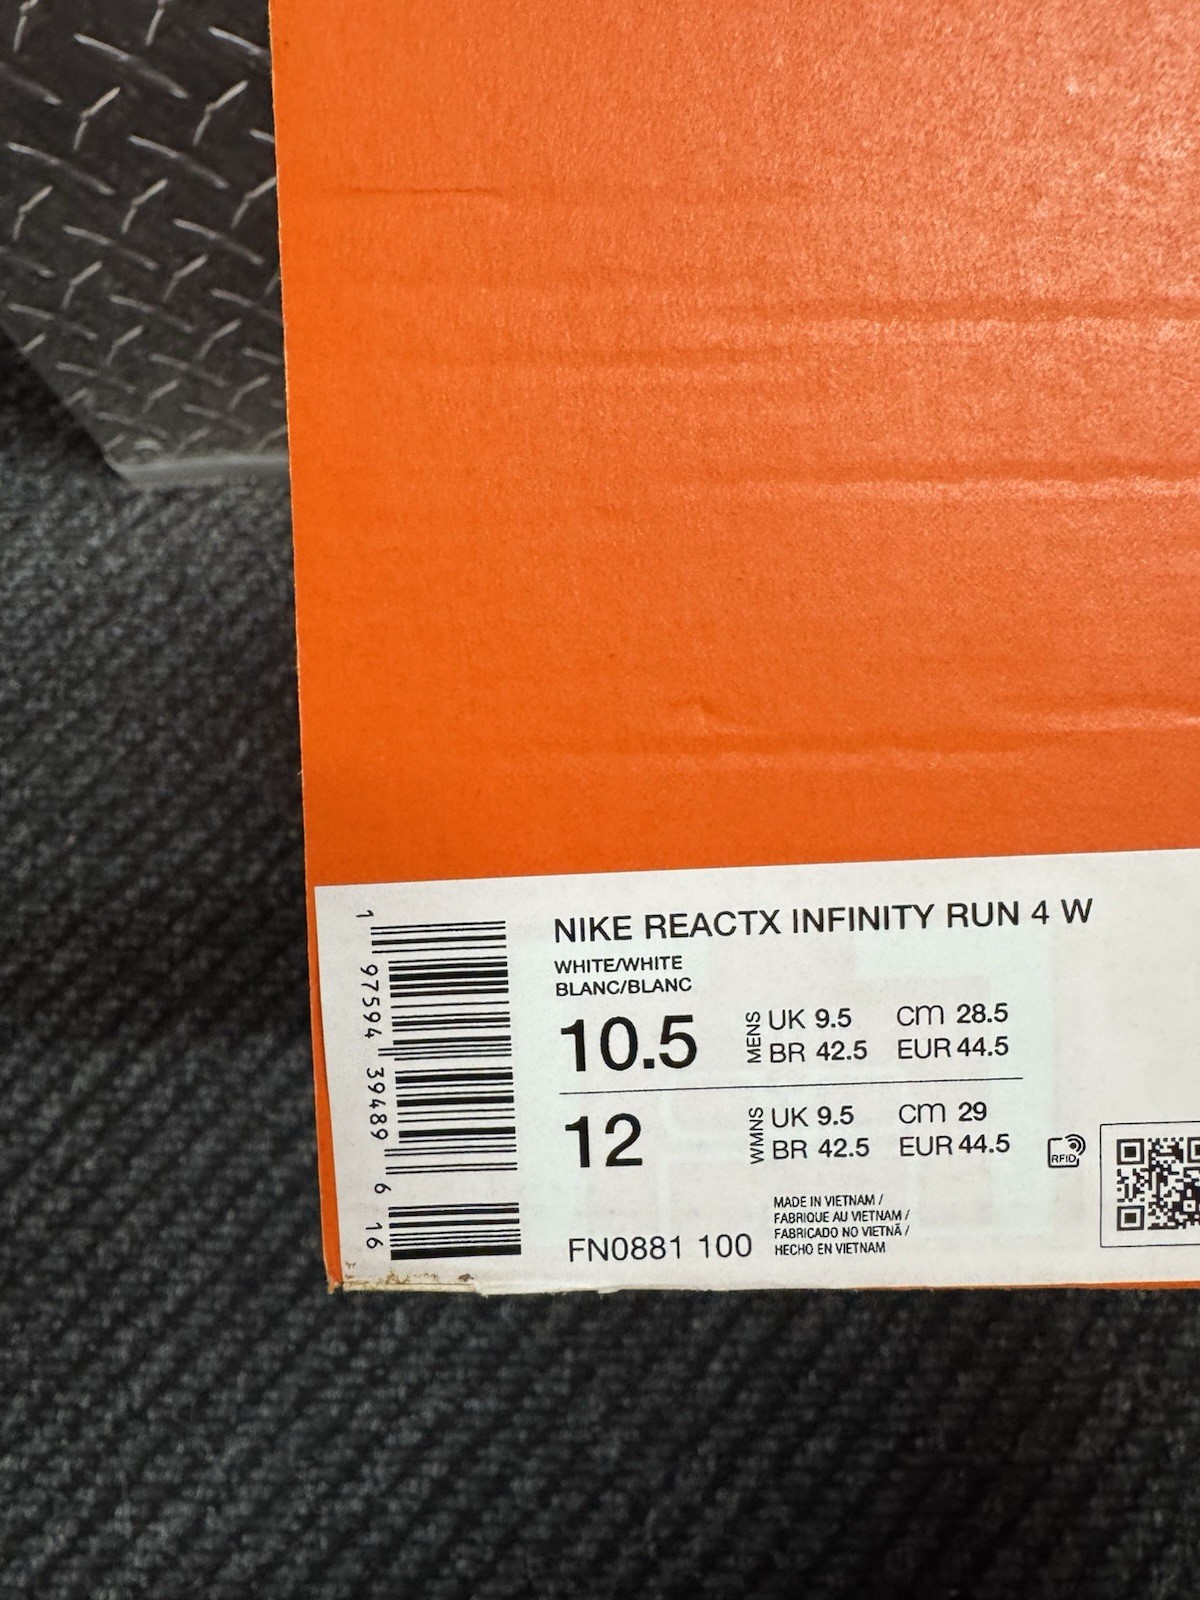 1 97594 39489 6 16
NIKE REACTX INFINITY RUN 4 W
WHITE/WHITE
BLANC/BLANC
10.5 MENS UK 9.5 CM 28.5
BR 42.5 EUR 44.5
12 WMNS UK 9.5 CM 29
BR 42.5 EUR 44.5
RFID
FN0881 100
MADE IN VIETNAM /
FABRIQUE AU VIETNAM /
FABRICADO NO VIETNÃ /
HECHO EN VIETNAM